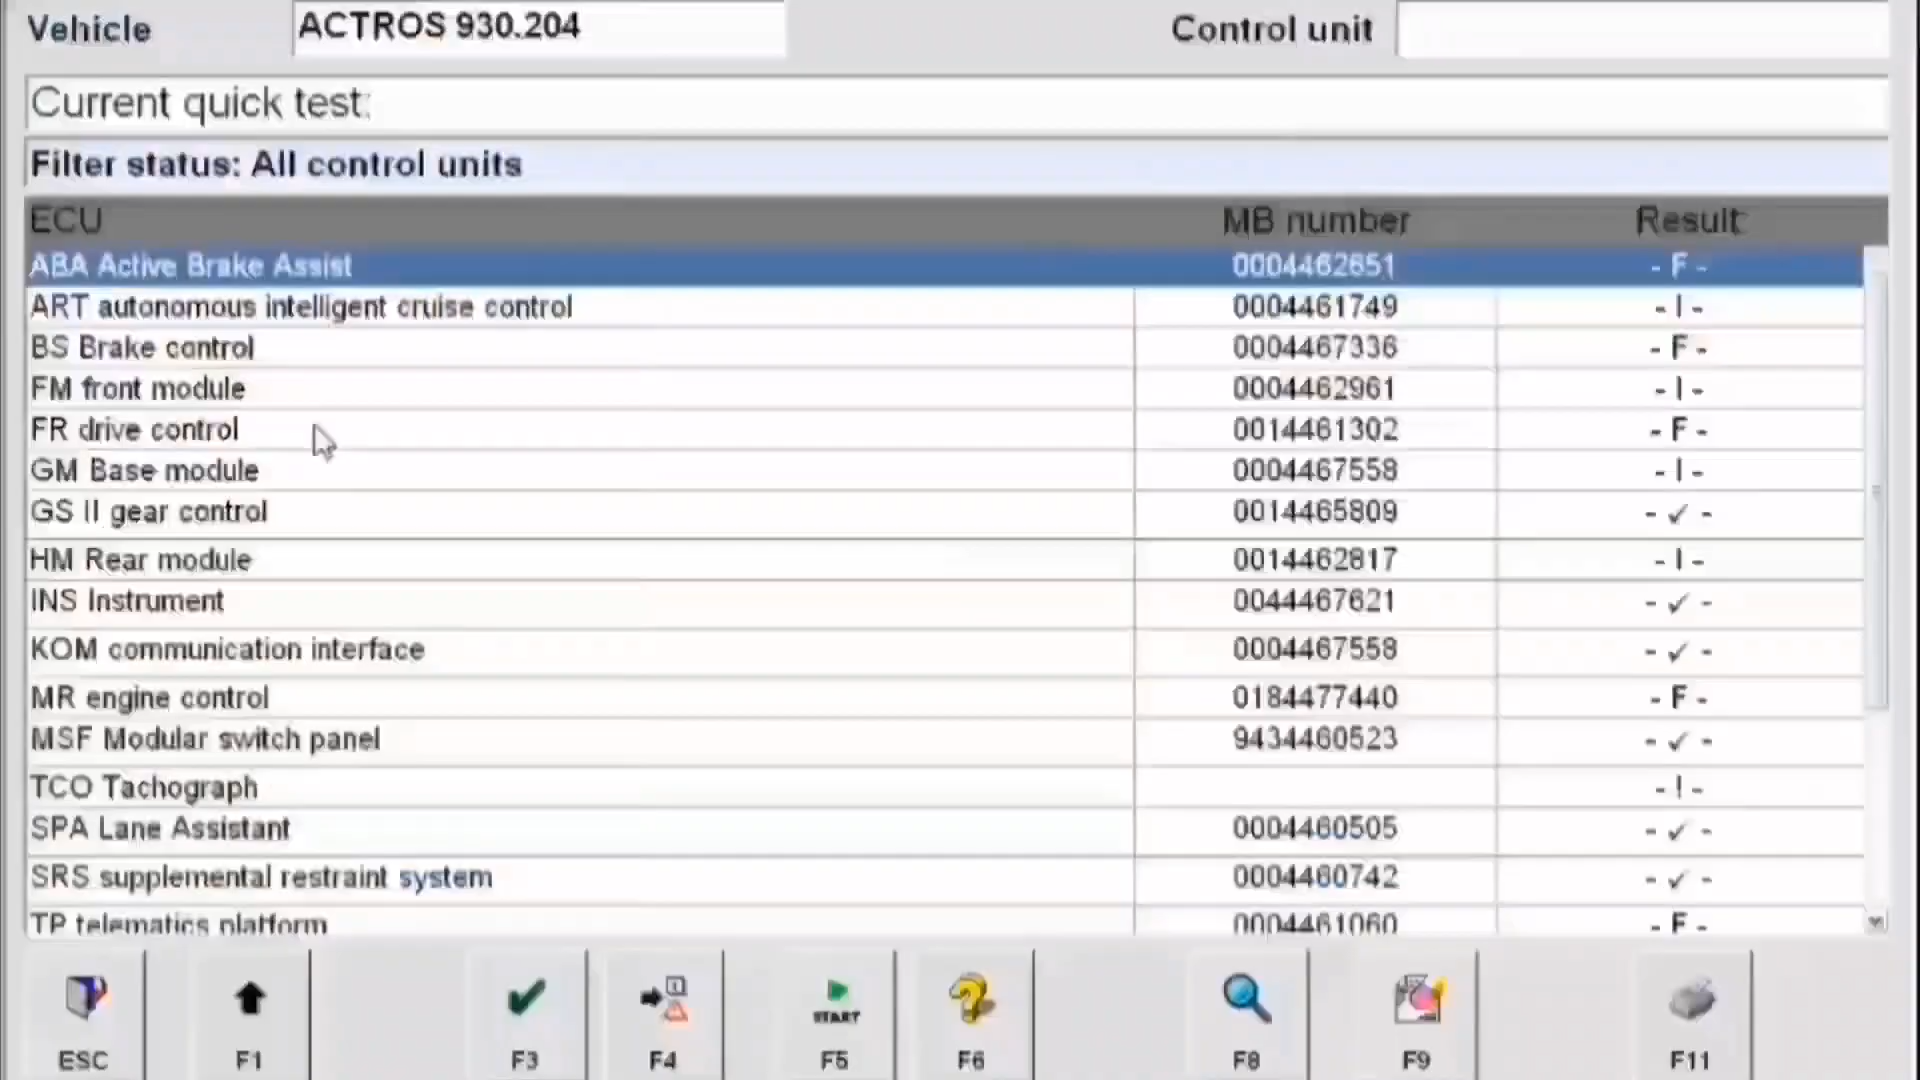 Vehicle ACTROS 930.204 Control unit
Current quick test:
Filter status: All control units
ECU MB number Result
ABA Active Brake Assist 0004462651 - F -
ART autonomous intelligent cruise control 0004461749 - I -
BS Brake control 0004467336 - F -
FM front module 0004462961 - I -
FR drive control 0014461302 - F -
GM Base module 0004467558 - I -
GS II gear control 0014465809 - ✓ -
HM Rear module 0014462817 - I -
INS Instrument 0044467621 - ✓ -
KOM communication interface 0004467558 - ✓ -
MR engine control 0184477440 - F -
MSF Modular switch panel 9434460523 - ✓ -
TCO Tachograph - ! -
SPA Lane Assistant 0004460505 - ✓ -
SRS supplemental restraint system 0004460742 - ✓ -
TP telematics platform 0004461060 - F -
START
ESC F1 F3 F4 F5 F6 F8 F9 F11